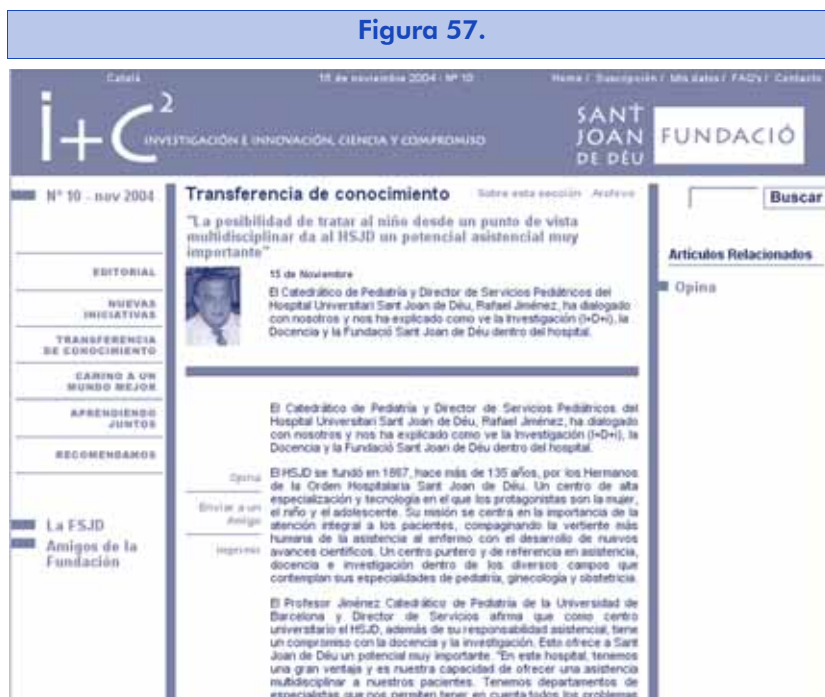 Figura 57.
Català
15 de noviembre 2004 - Nº 10
Home / Suscripción / Mis datos / FAQ's / Contacto
i+c²
INVESTIGACIÓN E INNOVACIÓN, CIENCIA Y COMPROMISO
SANT
JOAN
DE DÉU
FUNDACIÓ
Nº 10 - nov 2004
EDITORIAL
NUEVAS
INICIATIVAS
TRANSFERENCIA
DE CONOCIMIENTO
CAMINO A UN
MUNDO MEJOR
APRENDIENDO
JUNTOS
RECOMENDAMOS
La FSJD
Amigos de la
Fundación
Transferencia de conocimiento
Sobre esta sección Archivo
"La posibilidad de tratar al niño desde un punto de vista
multidisciplinar da al HSJD un potencial asistencial muy
importante"
15 de Noviembre
El Catedrático de Pediatría y Director de Servicios Pediátricos del
Hospital Universitari Sant Joan de Déu, Rafael Jiménez, ha dialogado
con nosotros y nos ha explicado como ve la Investigación (I+D+i), la
Docencia y la Fundació Sant Joan de Déu dentro del hospital.
Opina
Enviar a un
Amigo
Imprimir
El Catedrático de Pediatría y Director de Servicios Pediátricos del
Hospital Universitari Sant Joan de Déu, Rafael Jiménez, ha dialogado
con nosotros y nos ha explicado como ve la Investigación (I+D+i), la
Docencia y la Fundació Sant Joan de Déu dentro del hospital.
El HSJD se fundó en 1867, hace más de 135 años, por los Hermanos
de la Orden Hospitalaria Sant Joan de Déu. Un centro de alta
especialización y tecnología en el que los protagonistas son la mujer,
el niño y el adolescente. Su misión se centra en la importancia de la
atención integral a los pacientes, compaginando la vertiente más
humana de la asistencia al enfermo con el desarrollo de nuevos
avances científicos. Un centro puntero y de referencia en asistencia,
docencia e investigación dentro de los diversos campos que
contemplan sus especialidades de pediatría, ginecología y obstetricia.
El Profesor Jiménez Catedrático de Pediatría de la Universidad de
Barcelona y Director de Servicios afirma que como centro
universitario el HSJD, además de su responsabilidad asistencial, tiene
un compromiso con la docencia y la investigación. Esto ofrece a Sant
Joan de Déu un potencial muy importante. "En este hospital, tenemos
una gran ventaja y es nuestra capacidad de ofrecer una asistencia
multidisciplinar a nuestros pacientes. Tenemos departamentos de
especialistas que nos permiten tener en cuenta todos los problemas
Buscar
Artículos Relacionados
Opina